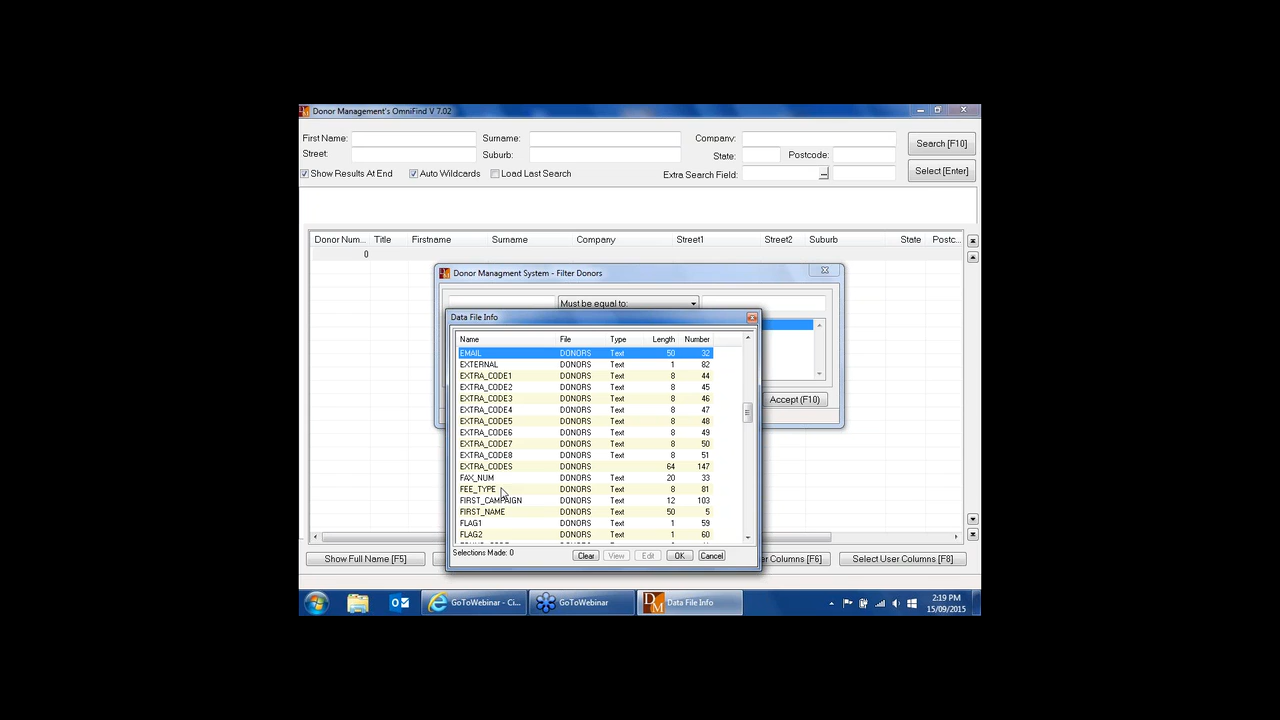 Donor Management's OmniFind V 7.02
First Name: Surname: Company: Search [F10]
Street: Suburb: State: Postcode:
Show Results At End Auto Wildcards Load Last Search Extra Search Field: Select [Enter]
Donor Num... Title Firstname Surname Company Street1 Street2 Suburb State Postc...
0
Donor Managment System - Filter Donors
Must be equal to:
Data File Info
Name File Type Length Number
EMAIL DONORS Text 50 32
EXTERNAL DONORS Text 1 82
EXTRA_CODE1 DONORS Text 8 44
EXTRA_CODE2 DONORS Text 8 45
EXTRA_CODE3 DONORS Text 8 46
EXTRA_CODE4 DONORS Text 8 47
EXTRA_CODE5 DONORS Text 8 48
EXTRA_CODE6 DONORS Text 8 49
EXTRA_CODE7 DONORS Text 8 50
EXTRA_CODE8 DONORS Text 8 51
EXTRA_CODES DONORS 64 147
FAX_NUM DONORS Text 20 33
FEE_TYPE DONORS Text 8 81
FIRST_CAMPAIGN DONORS Text 12 103
FIRST_NAME DONORS Text 50 5
FLAG1 DONORS Text 1 59
FLAG2 DONORS Text 1 60
Accept (F10)
Selections Made: 0 Clear View Edit OK Cancel
Show Full Name [F5] Columns [F6] Select User Columns [F8]
GoToWebinar - Ci... GoToWebinar Data File Info 2:19 PM
15/09/2015